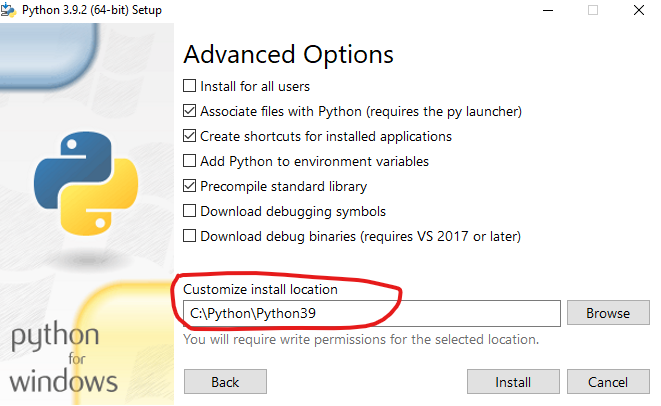 Python 3.9.2 (64-bit) Setup
Advanced Options
Install for all users
Associate files with Python (requires the py launcher)
Create shortcuts for installed applications
Add Python to environment variables
Precompile standard library
Download debugging symbols
Download debug binaries (requires VS 2017 or later)
Customize install location
C:\Python\Python39
Browse
You will require write permissions for the selected location.
python
for
windows
Back
Install
Cancel